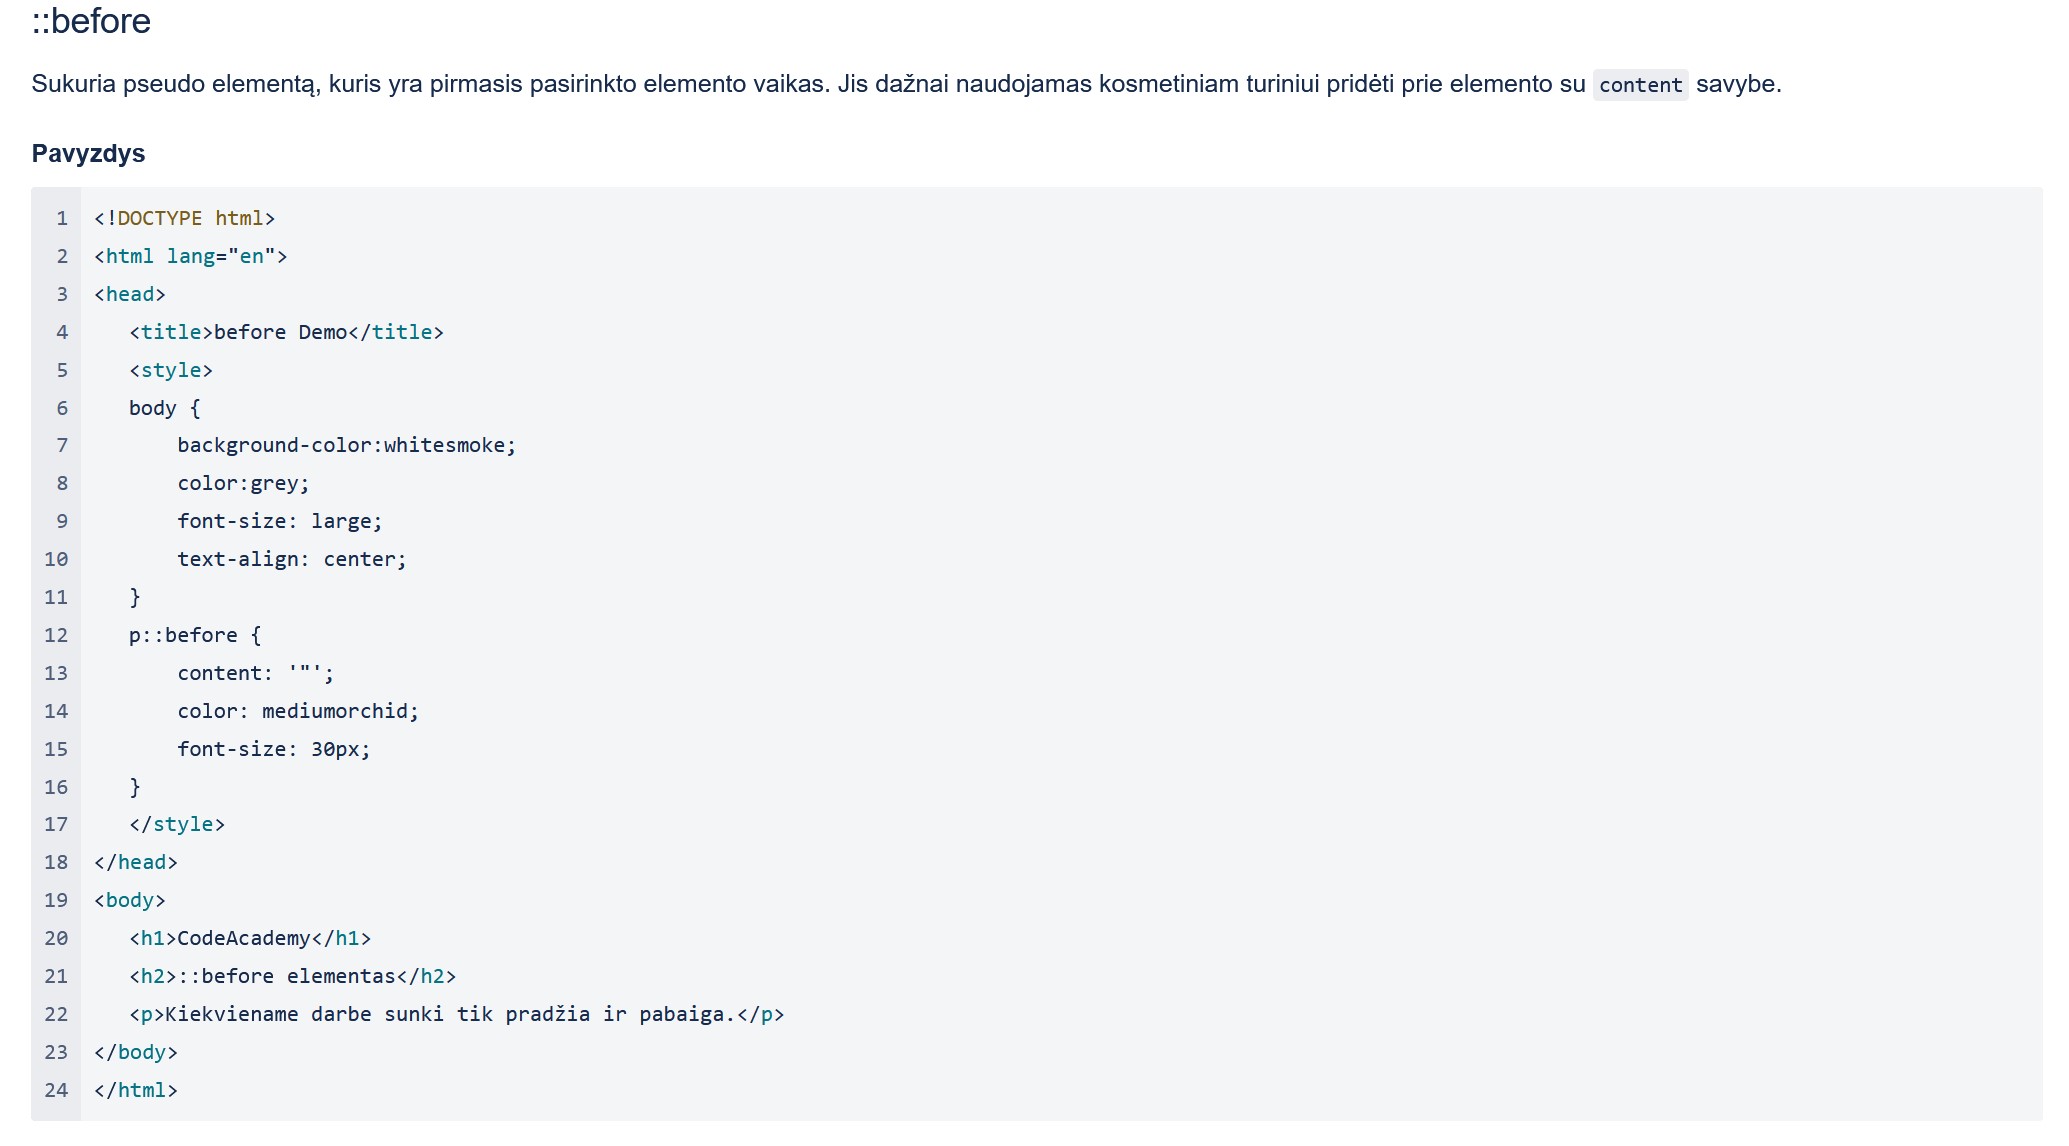 ::before
Sukuria pseudo elementą, kuris yra pirmasis pasirinkto elemento vaikas. Jis dažnai naudojamas kosmetiniam turiniui pridėti prie elemento su content savybe.
Pavyzdys
1 <!DOCTYPE html>
2 <html lang="en">
3 <head>
4    <title>before Demo</title>
5    <style>
6    body {
7        background-color:whitesmoke;
8        color:grey;
9        font-size: large;
10        text-align: center;
11    }
12    p::before {
13        content: '"';
14        color: mediumorchid;
15        font-size: 30px;
16    }
17    </style>
18 </head>
19 <body>
20    <h1>CodeAcademy</h1>
21    <h2>::before elementas</h2>
22    <p>Kiekviename darbe sunki tik pradžia ir pabaiga.</p>
23 </body>
24 </html>